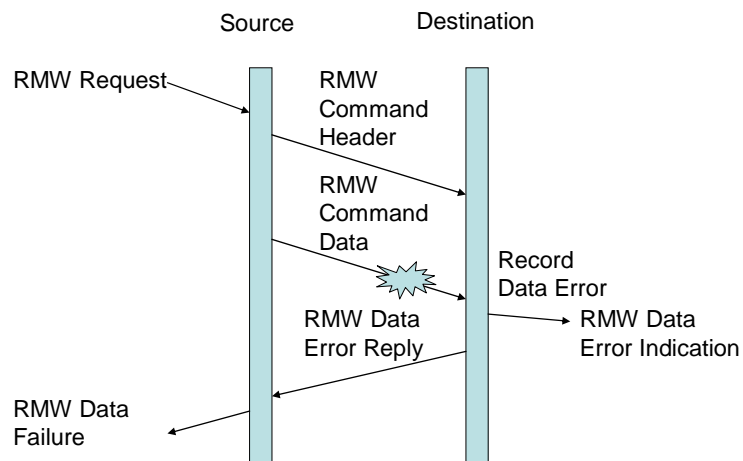 Source
Destination
RMW Request
RMW
Command
Header
RMW
Command
Data
Record
Data Error
RMW Data
Error Reply
RMW Data
Error Indication
RMW Data
Failure